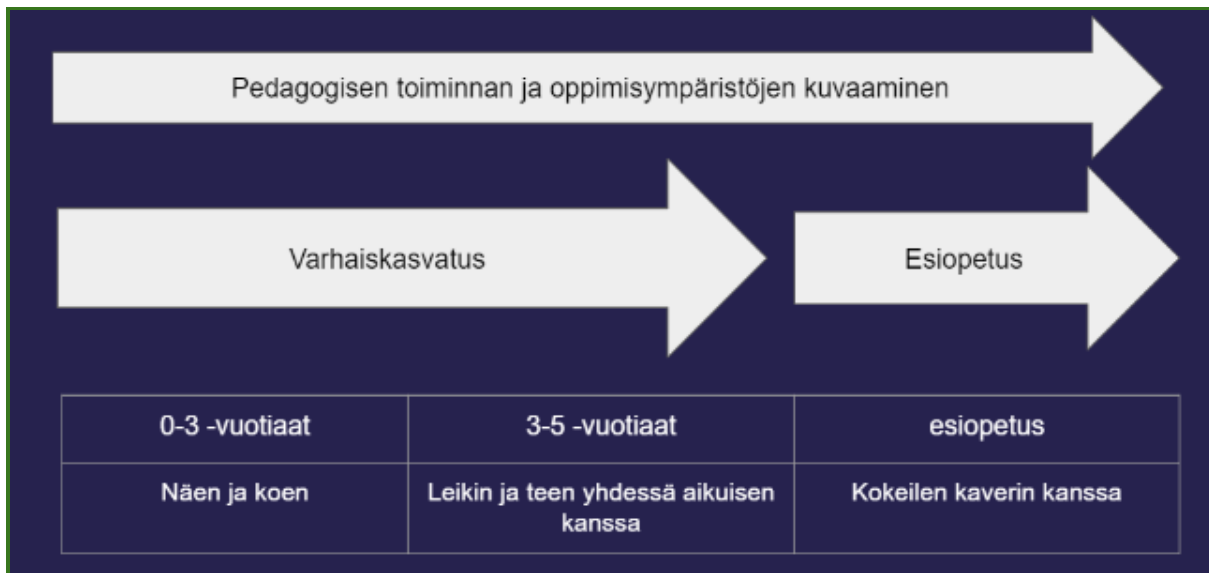 Pedagogisen toiminnan ja oppimisympäristöjen kuvaaminen
Varhaiskasvatus
Esiopetus
0-3 -vuotiaat
3-5 -vuotiaat
esiopetus
Näen ja koen
Leikin ja teen yhdessä aikuisen
kanssa
Kokeilen kaverin kanssa